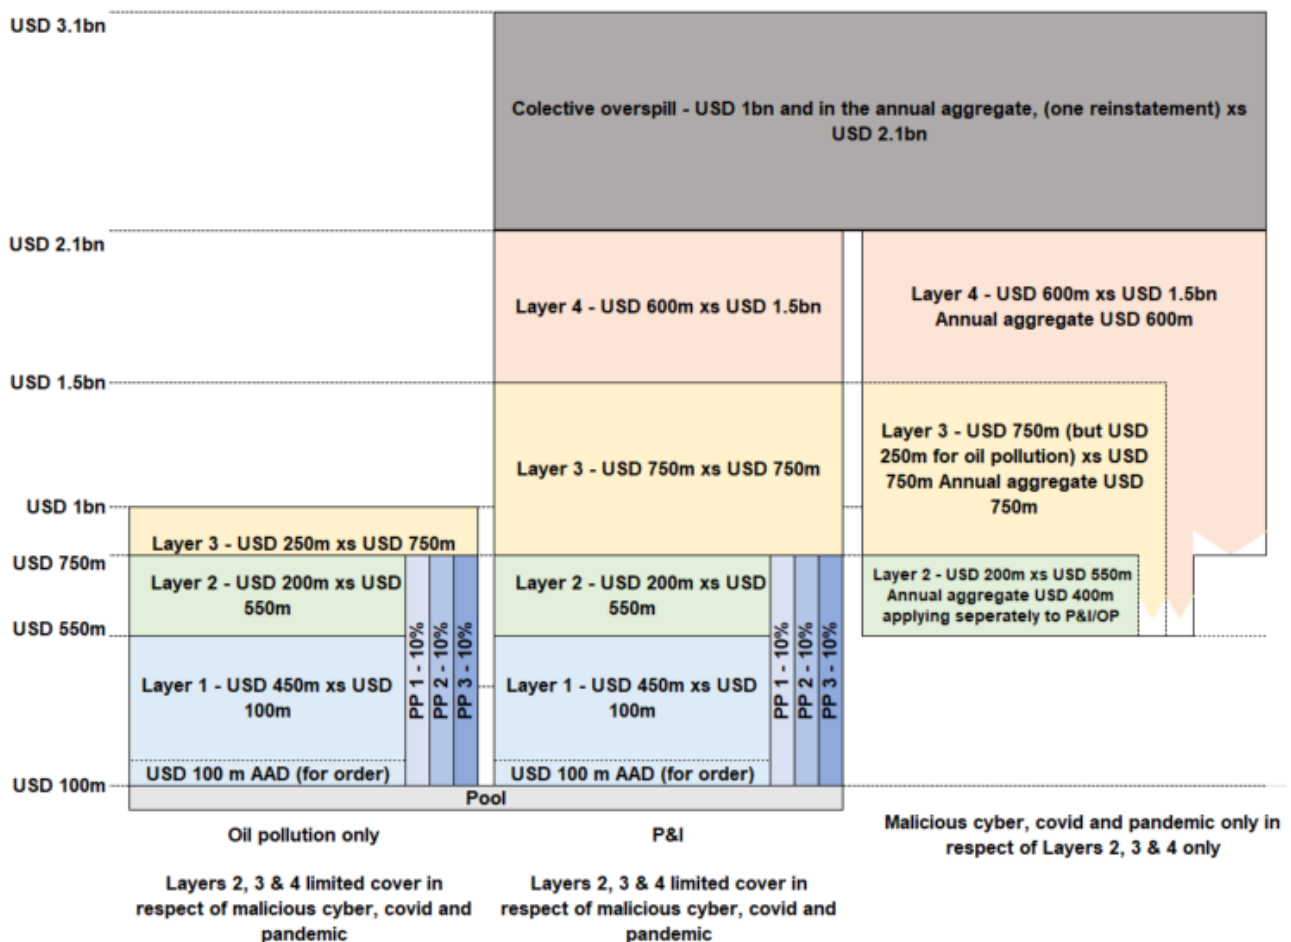 USD 3.1bn
Colective overspill - USD 1bn and in the annual aggregate, (one reinstatement) xs
USD 2.1bn
USD 2.1bn
Layer 4 - USD 600m xs USD 1.5bn
Layer 4 - USD 600m xs USD 1.5bn
Annual aggregate USD 600m
USD 1.5bn
Layer 3 - USD 750m xs USD 750m
Layer 3 - USD 750m (but USD
250m for oil pollution) xs USD
750m Annual aggregate USD
750m
USD 1bn
Layer 3 - USD 250m xs USD 750m
USD 750m
Layer 2 - USD 200m xs USD
550m
Layer 2 - USD 200m xs USD
550m
Layer 2 - USD 200m xs USD 550m
Annual aggregate USD 400m
applying seperately to P&I/OP
USD 550m
Layer 1 - USD 450m xs USD
100m
PP 1 - 10%
PP 2 - 10%
PP 3 - 10%
Layer 1 - USD 450m xs USD
100m
PP 1 - 10%
PP 2 - 10%
PP 3 - 10%
USD 100 m AAD (for order)
USD 100 m AAD (for order)
USD 100m
Pool
Oil pollution only
P&I
Malicious cyber, covid and pandemic only in
respect of Layers 2, 3 & 4 only
Layers 2, 3 & 4 limited cover in
respect of malicious cyber, covid and
pandemic
Layers 2, 3 & 4 limited cover in
respect of malicious cyber, covid and
pandemic